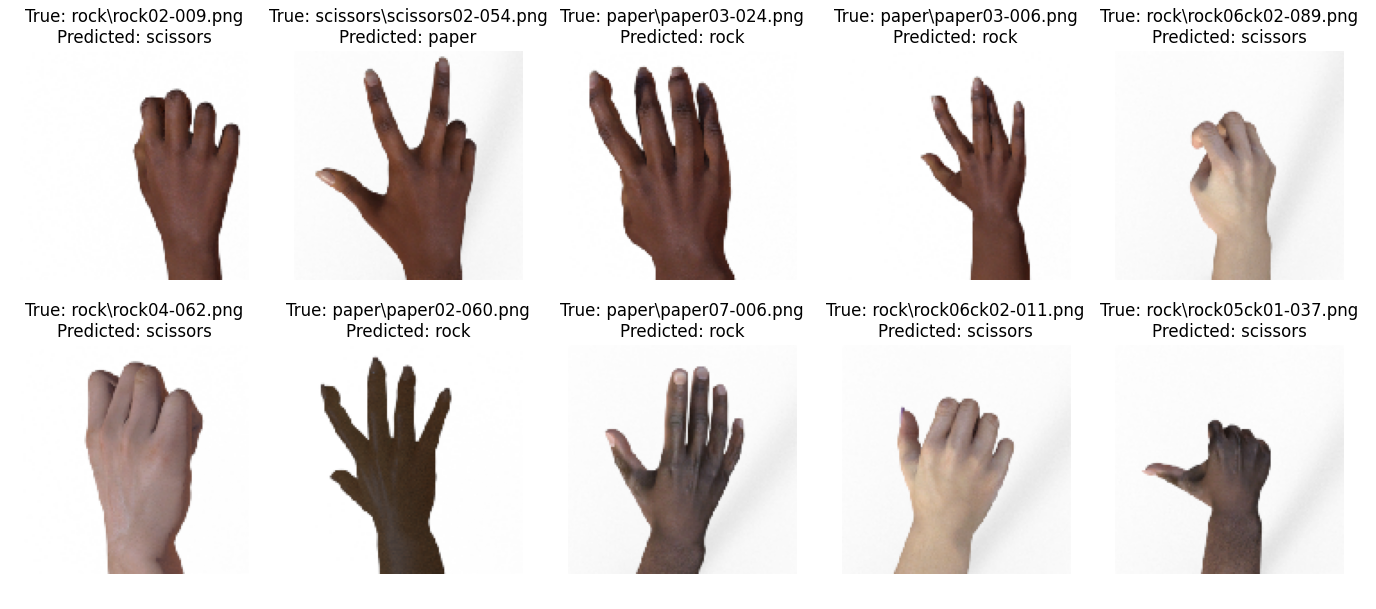 True: rock\rock02-009.png
Predicted: scissors
True: scissors\scissors02-054.png
Predicted: paper
True: paper\paper03-024.png
Predicted: rock
True: paper\paper03-006.png
Predicted: rock
True: rock\rock06ck02-089.png
Predicted: scissors
True: rock\rock04-062.png
Predicted: scissors
True: paper\paper02-060.png
Predicted: rock
True: paper\paper07-006.png
Predicted: rock
True: rock\rock06ck02-011.png
Predicted: scissors
True: rock\rock05ck01-037.png
Predicted: scissors